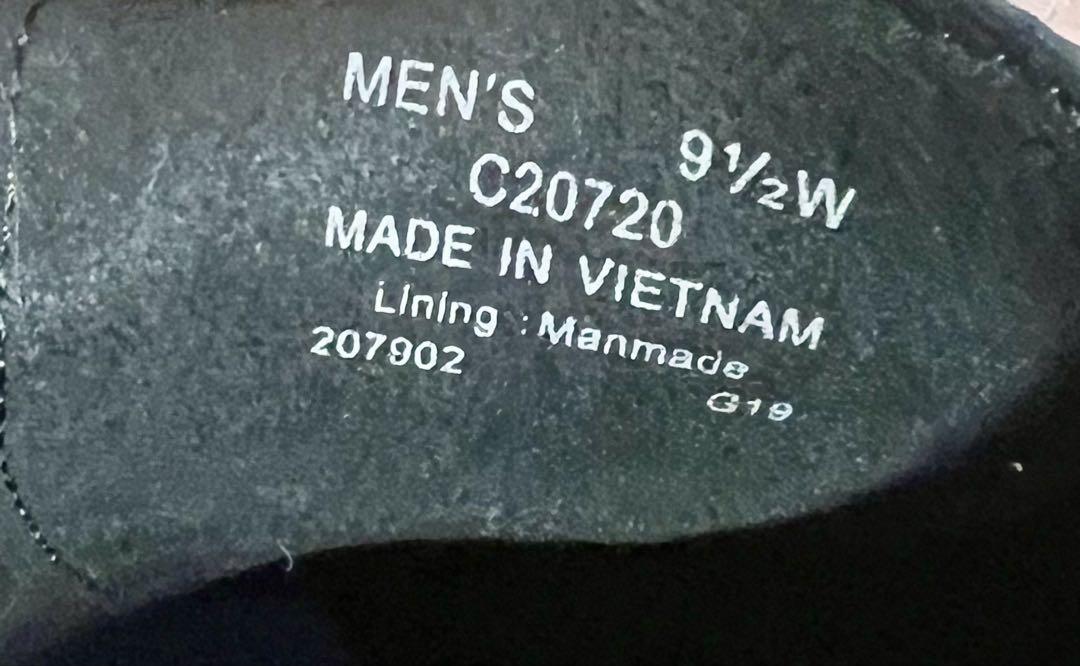 MEN'S
9½W
C20720
MADE IN VIETNAM
Lining : Manmade
207902
G19